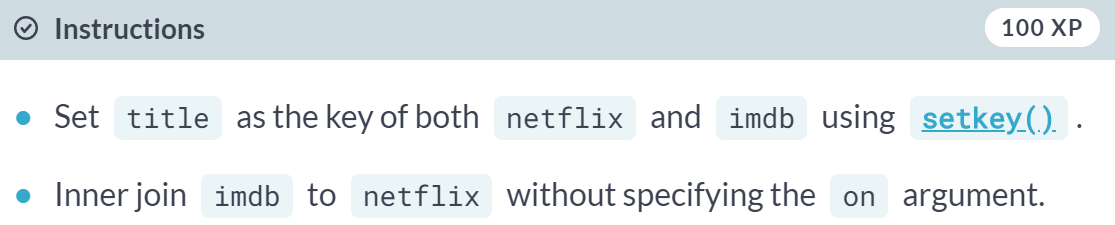 Instructions 100 XP
Set title as the key of both netflix and imdb using setkey() .
Inner join imdb to netflix without specifying the on argument.